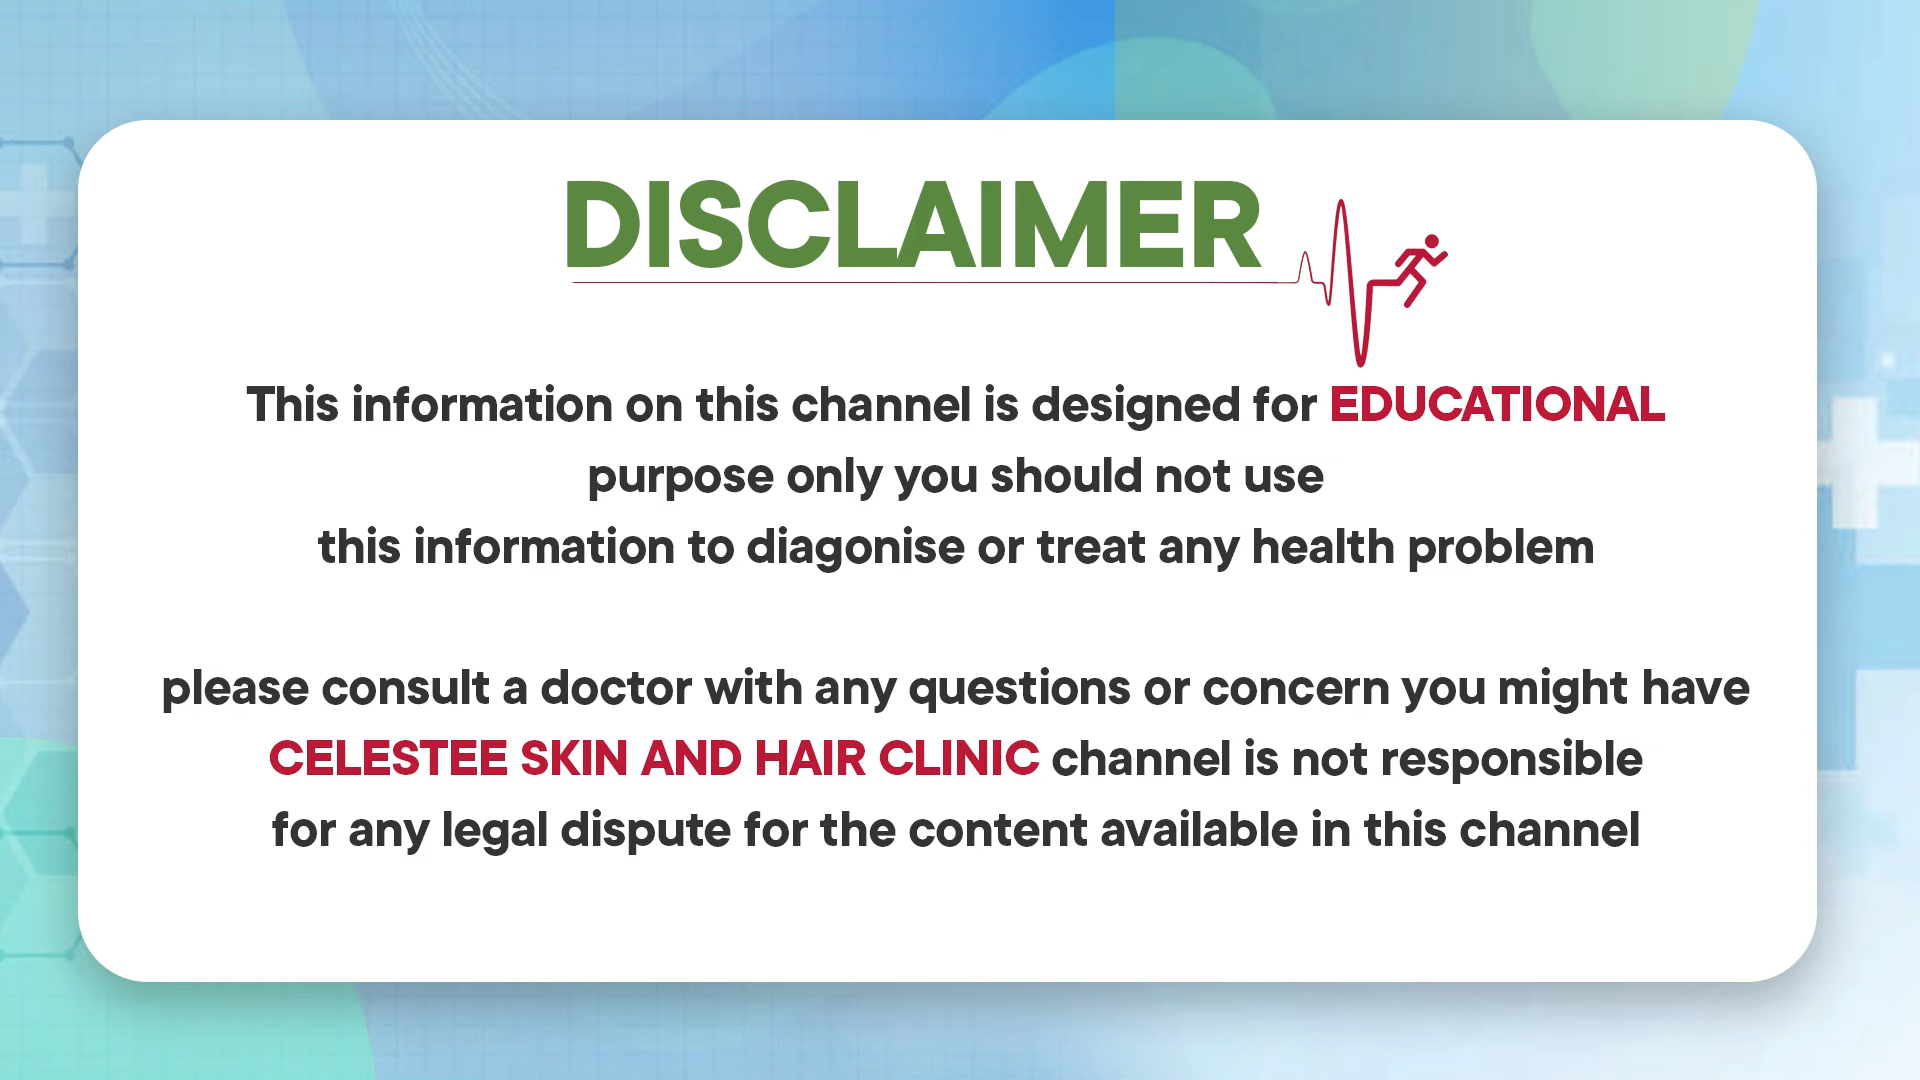 DISCLAIMER
This information on this channel is designed for EDUCATIONAL
purpose only you should not use
this information to diagonise or treat any health problem
please consult a doctor with any questions or concern you might have
CELESTEE SKIN AND HAIR CLINIC channel is not responsible
for any legal dispute for the content available in this channel